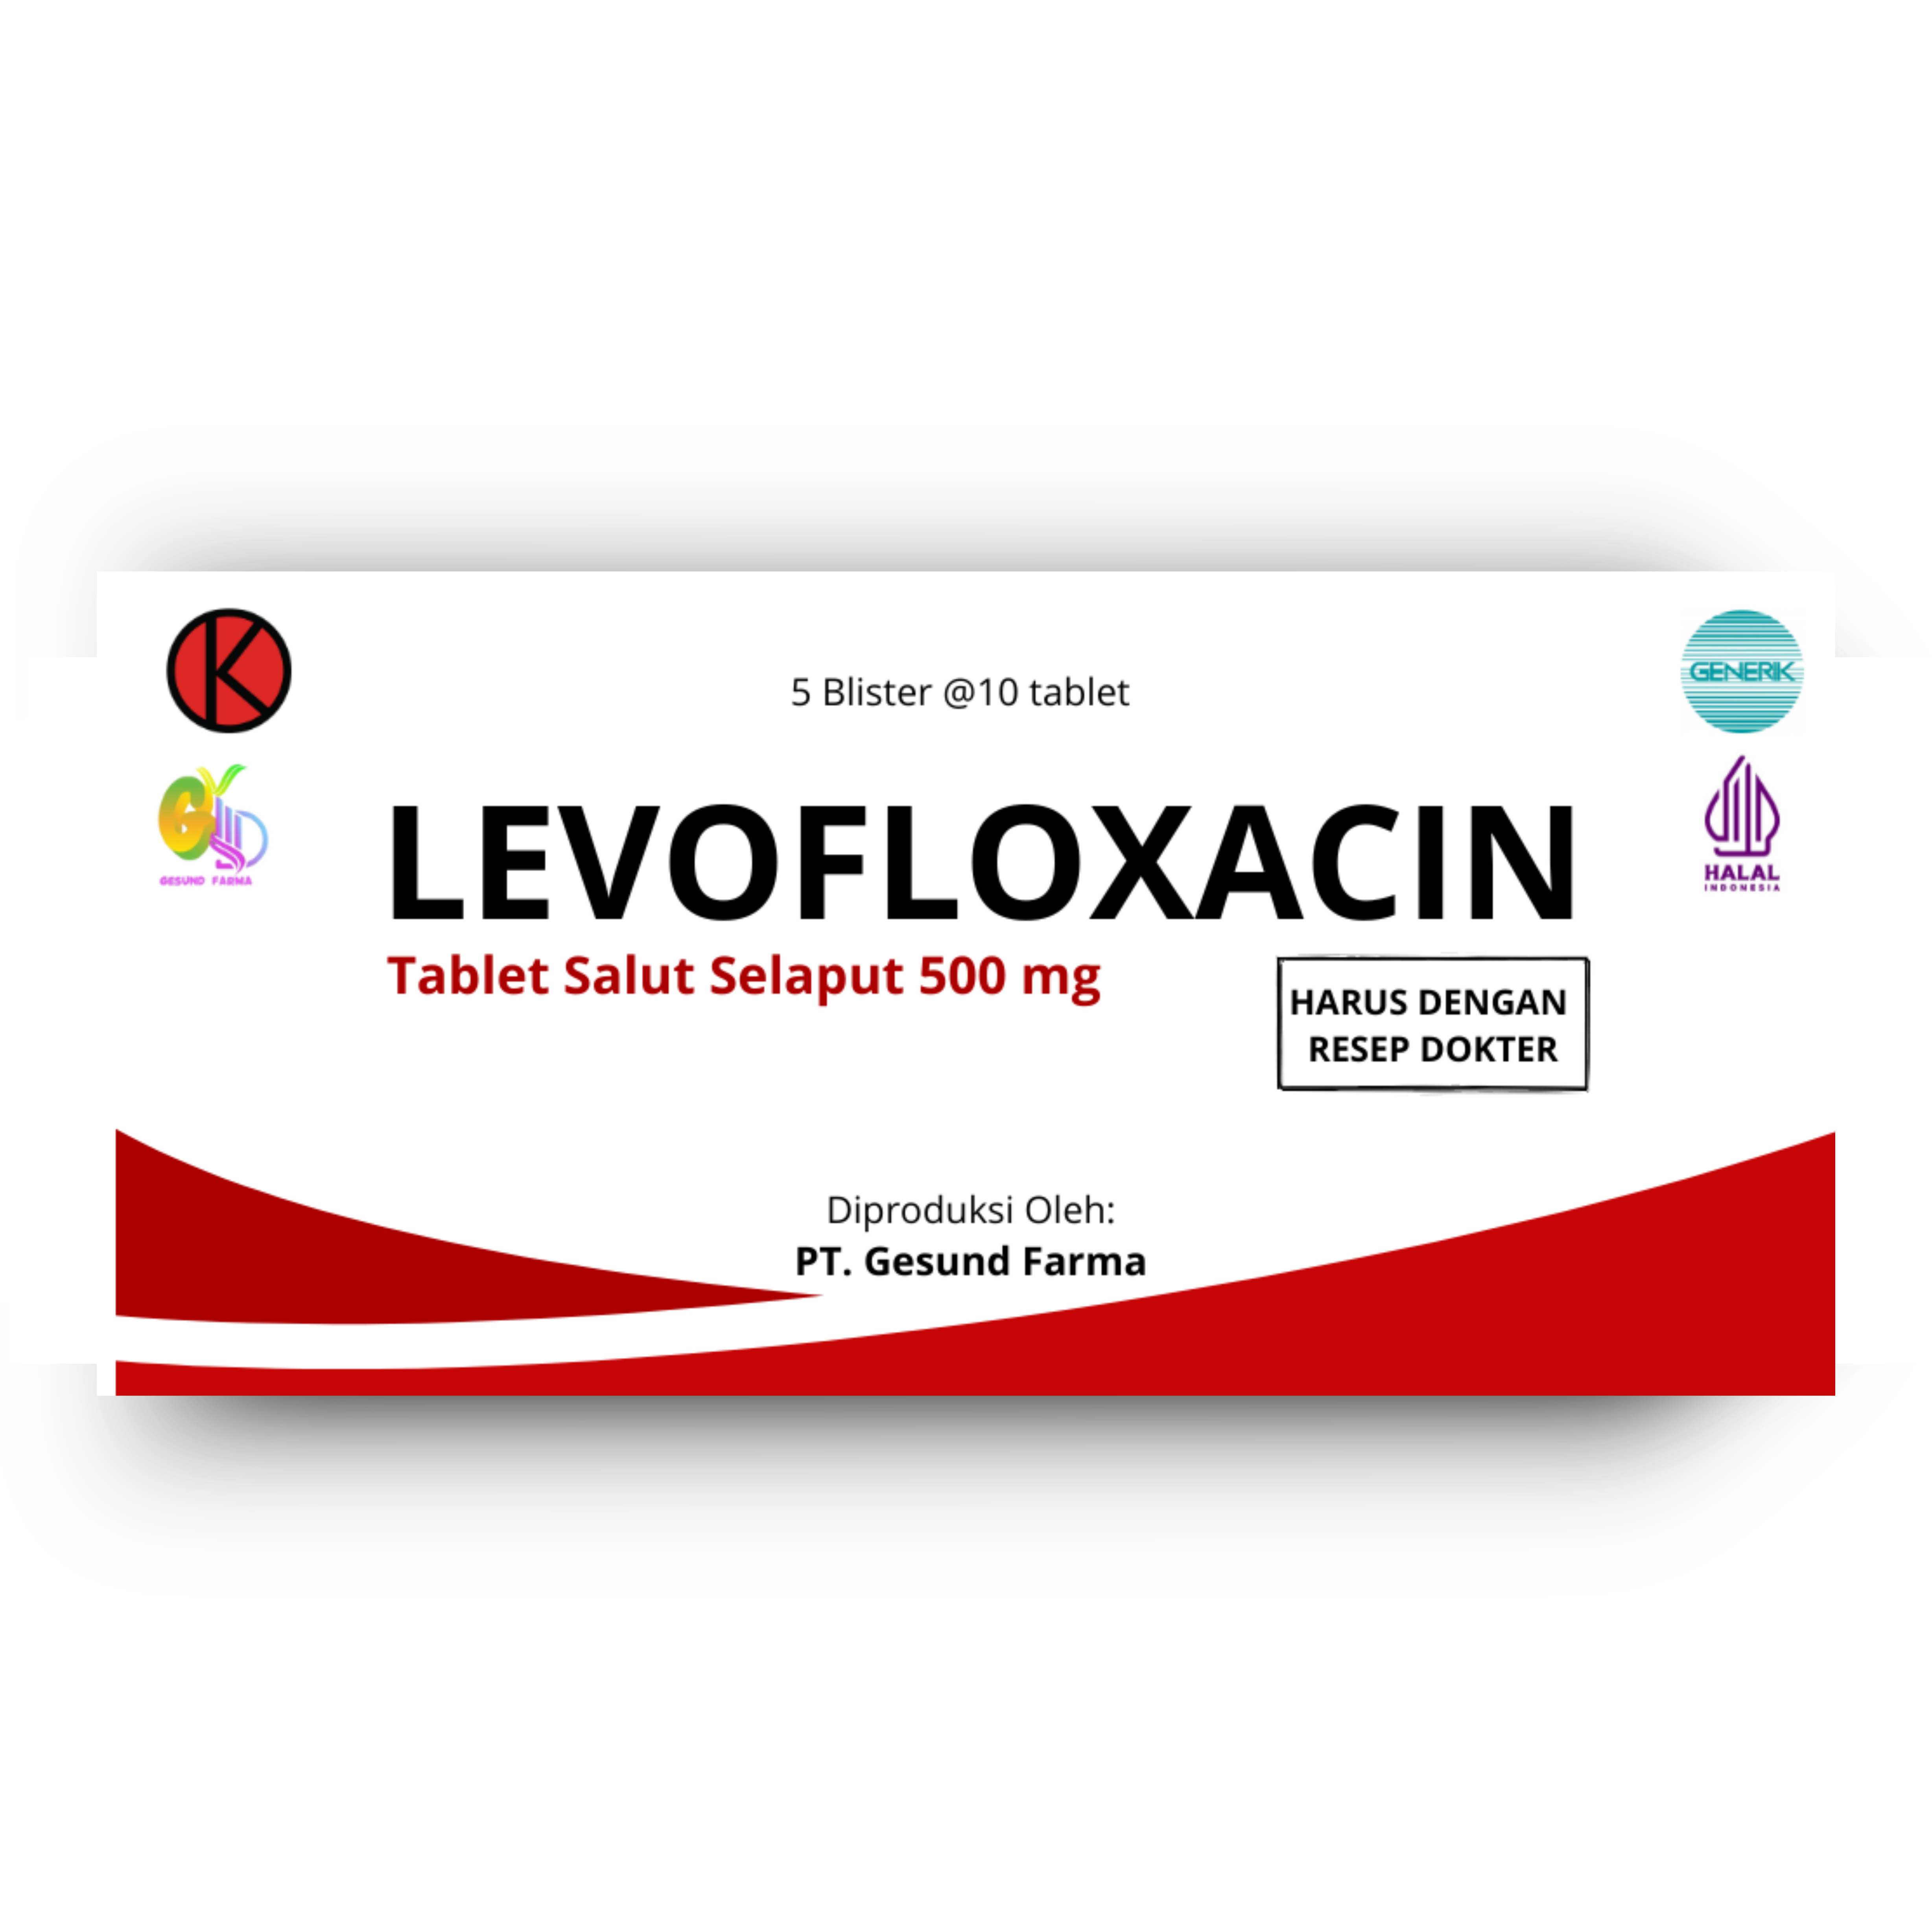 K
5 Blister @10 tablet
GENERIK
GESUND FARMA
LEVOFLOXACIN
HALAL
INDONESIA
Tablet Salut Selaput 500 mg
HARUS DENGAN
RESEP DOKTER
Diproduksi Oleh:
PT. Gesund Farma